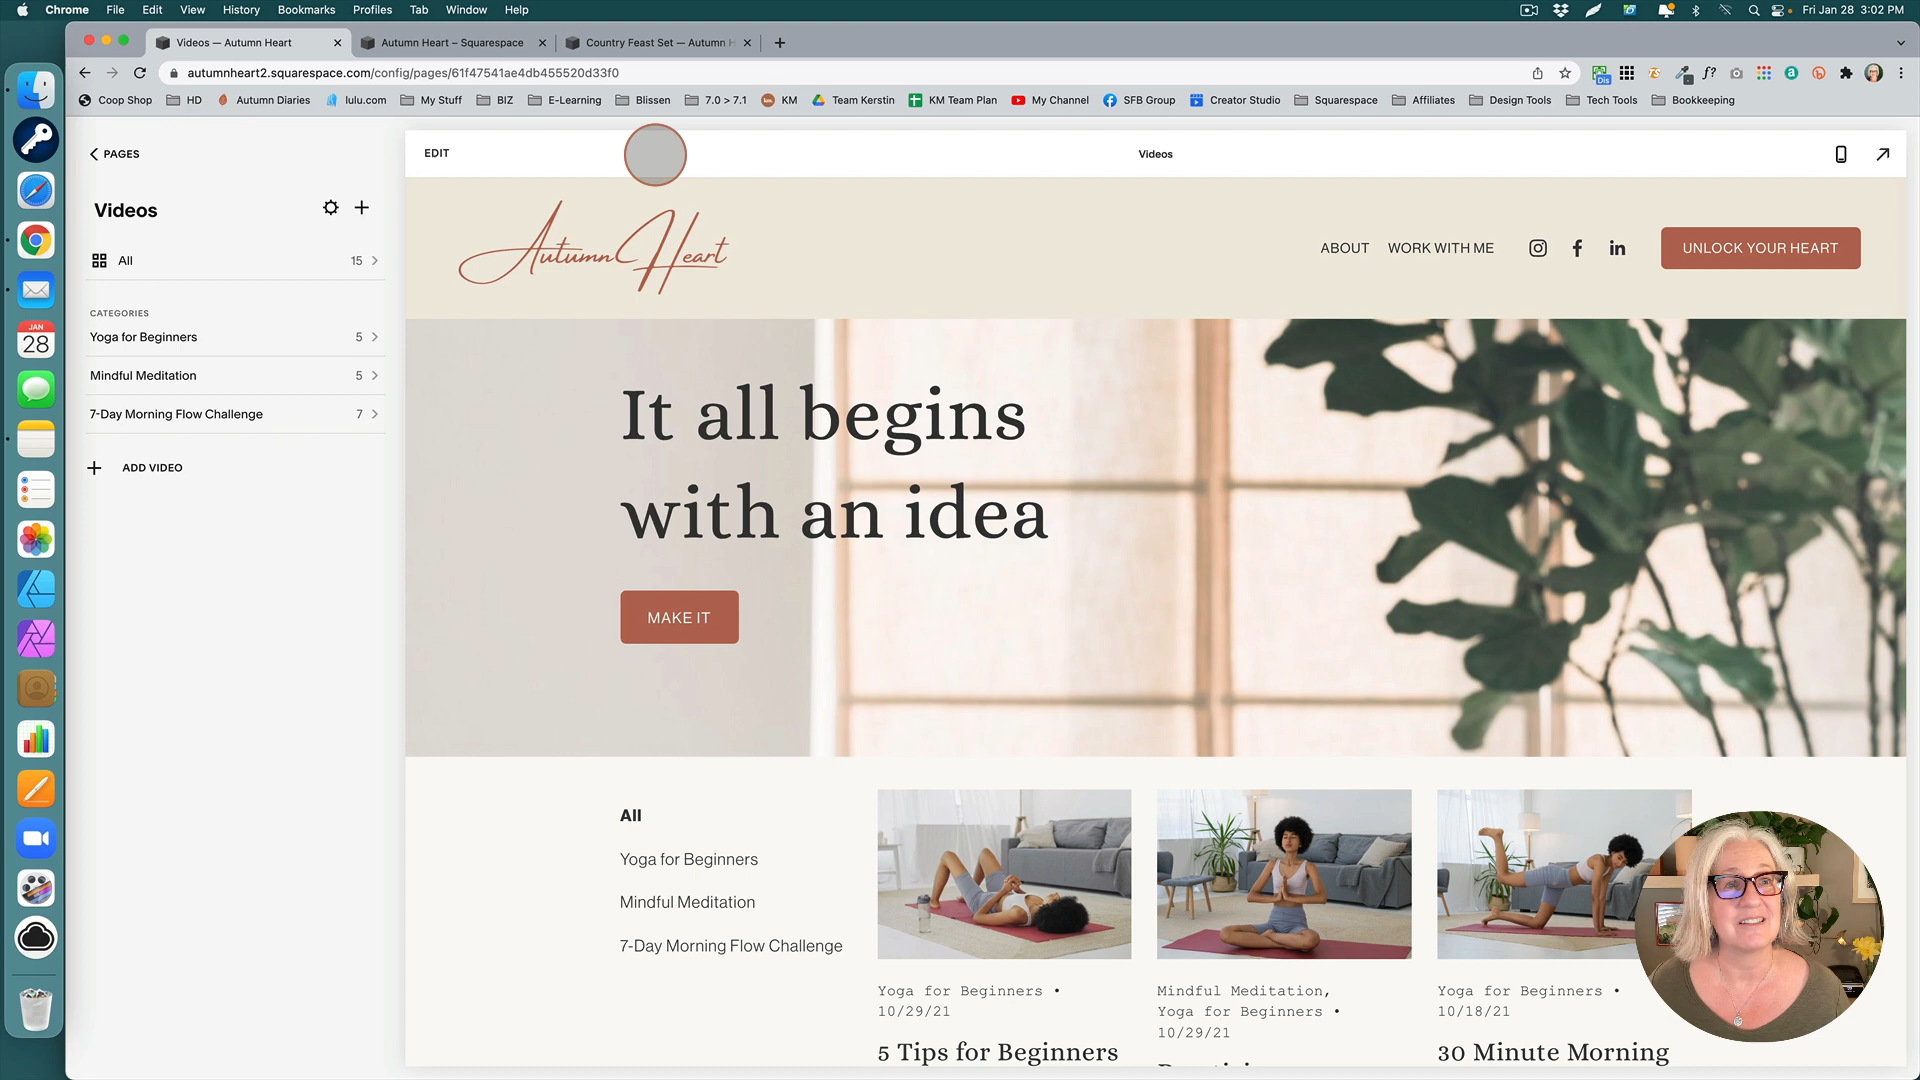 Chrome File Edit View History Bookmarks Profiles Tab Window Help
Fri Jan 28 3:02 PM
Videos — Autumn Heart
Autumn Heart – Squarespace
Country Feast Set — Autumn H
autumnheart2.squarespace.com/config/pages/61f47541ae4db455520d33f0
Dis
f?
Coop Shop HD Autumn Diaries lulu.com My Stuff BIZ E-Learning Blissen 7.0 > 7.1 KM Team Kerstin KM Team Plan My Channel SFB Group Creator Studio Squarespace Affiliates Design Tools Tech Tools Bookkeeping
PAGES
EDIT
Videos
Videos
All 15
CATEGORIES
Yoga for Beginners 5
Mindful Meditation 5
7-Day Morning Flow Challenge 7
ADD VIDEO
JAN
28
Autumn Heart
ABOUT WORK WITH ME
UNLOCK YOUR HEART
It all begins
with an idea
MAKE IT
All
Yoga for Beginners
Mindful Meditation
7-Day Morning Flow Challenge
Yoga for Beginners •
10/29/21
5 Tips for Beginners
Mindful Meditation,
Yoga for Beginners •
10/29/21
Yoga for Beginners •
10/18/21
30 Minute Morning